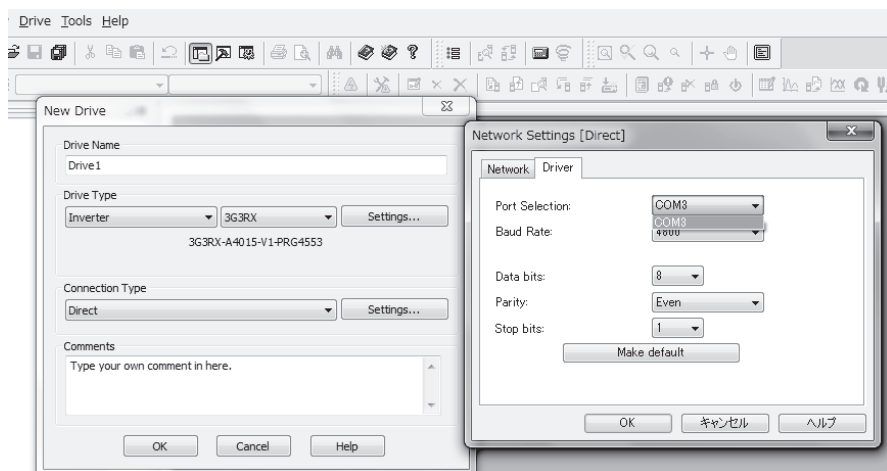 Drive Tools Help
New Drive
Drive Name
Drive1
Drive Type
Inverter 3G3RX Settings...
3G3RX-A4015-V1-PRG4553
Connection Type
Direct Settings...
Comments
Type your own comment in here.
OK Cancel Help
Network Settings [Direct]
Network Driver
Port Selection: COM3
COM3
Baud Rate: 4800
Data bits: 8
Parity: Even
Stop bits: 1
Make default
OK キャンセル ヘルプ